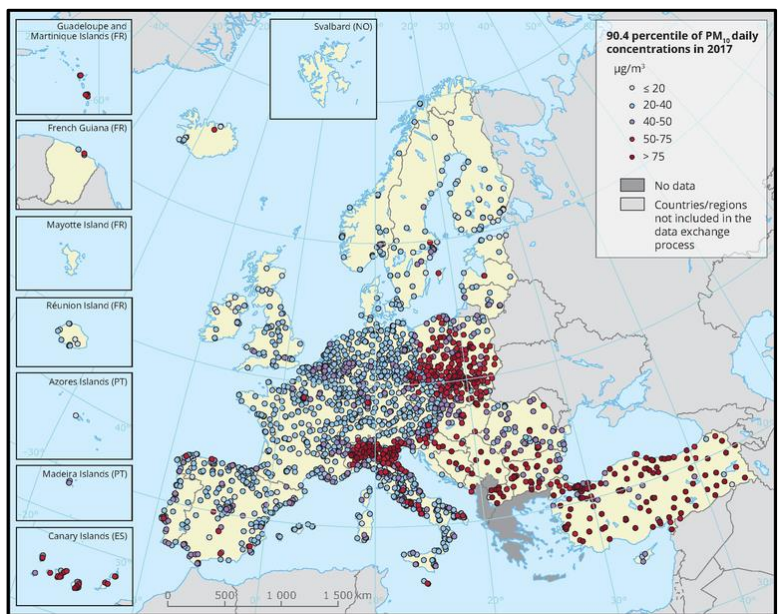 Guadeloupe and
Martinique Islands (FR)
French Guiana (FR)
Mayotte Island (FR)
Réunion Island (FR)
Azores Islands (PT)
Madeira Islands (PT)
Canary Islands (ES)
Svalbard (NO)
90.4 percentile of PM₁₀ daily
concentrations in 2017
µg/m³
≤ 20
20-40
40-50
50-75
> 75
No data
Countries/regions
not included in the
data exchange
process
0 500 1 000 1 500 km